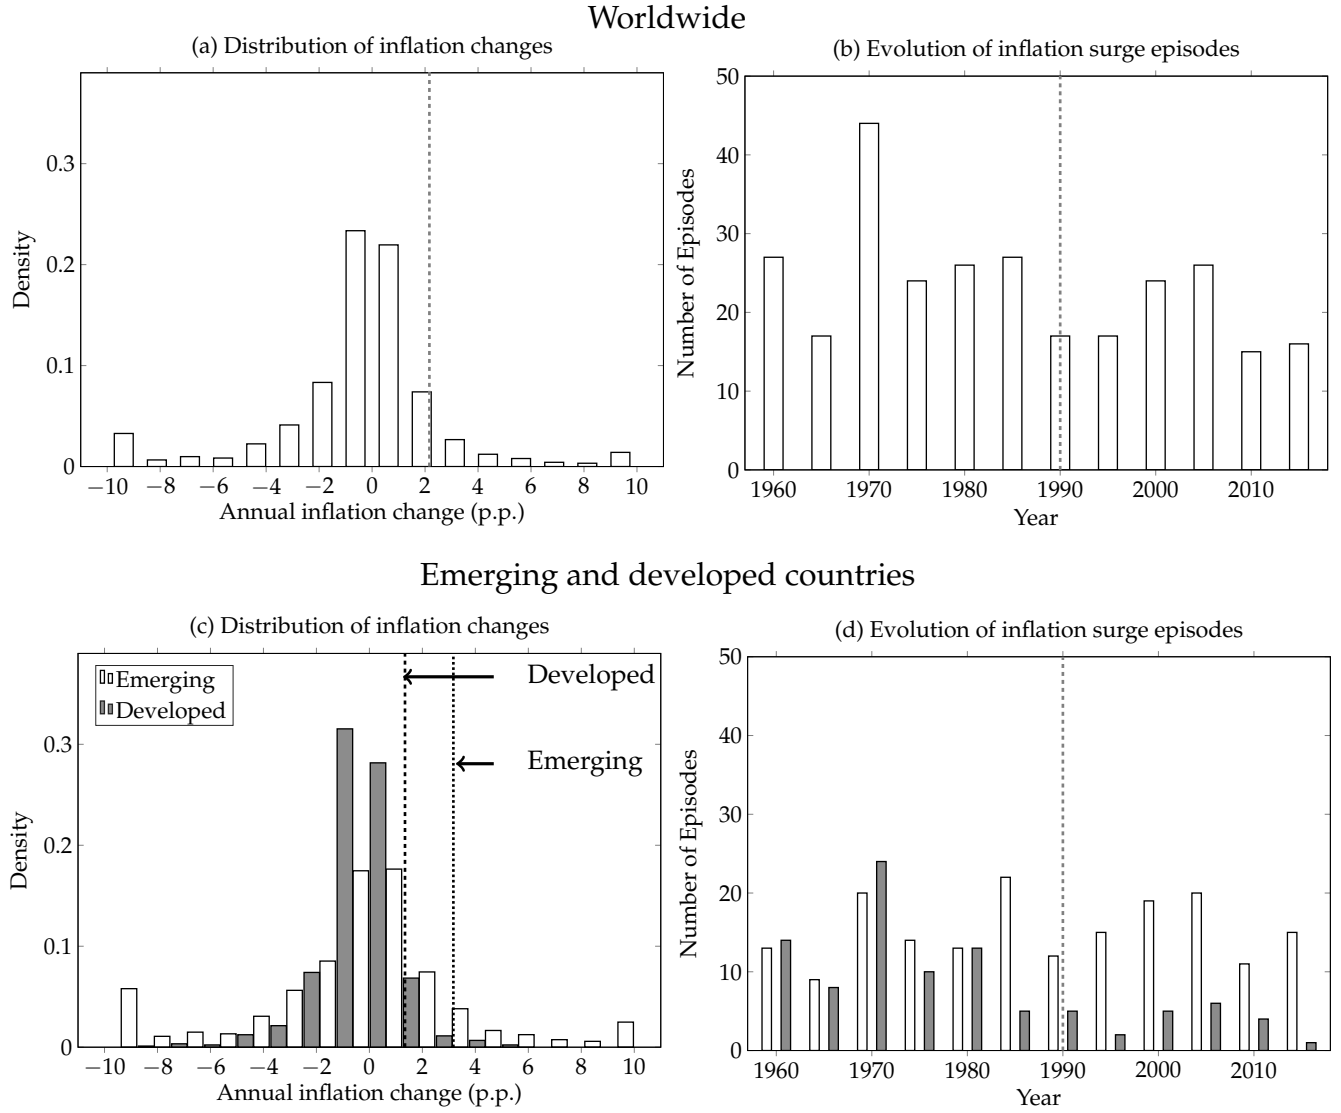 Worldwide
(a) Distribution of inflation changes
Density
0.3
0.2
0.1
0
−10 −8 −6 −4 −2 0 2 4 6 8 10
Annual inflation change (p.p.)
(b) Evolution of inflation surge episodes
Number of Episodes
50
40
30
20
10
0
1960 1970 1980 1990 2000 2010
Year
Emerging and developed countries
(c) Distribution of inflation changes
Emerging
Developed
Developed
Emerging
Density
0.3
0.2
0.1
0
−10 −8 −6 −4 −2 0 2 4 6 8 10
Annual inflation change (p.p.)
(d) Evolution of inflation surge episodes
Number of Episodes
50
40
30
20
10
0
1960 1970 1980 1990 2000 2010
Year